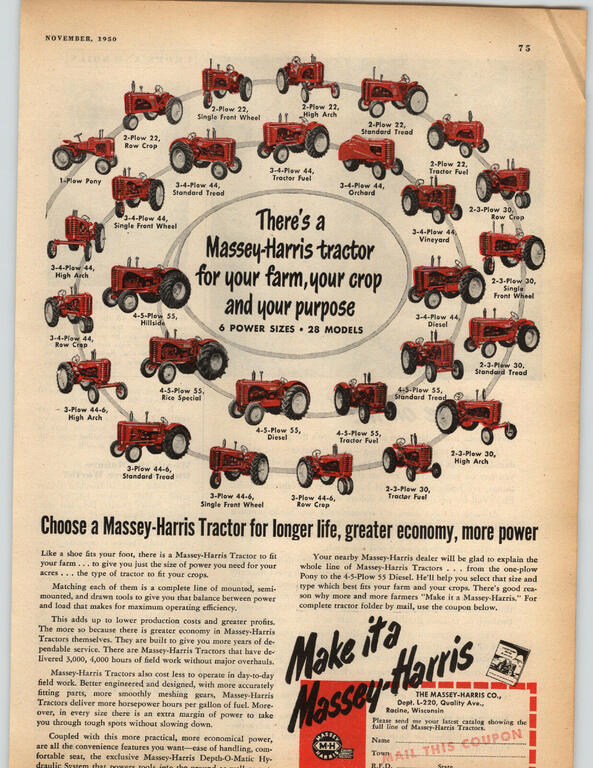 NOVEMBER, 1950
75
2-Plow 22,
Single Front Wheel
2-Plow 22,
High Arch
2-Plow 22,
Standard Tread
2-Plow 22,
Row Crop
2-Plow 22,
Tractor Fuel
1-Plow Pony
3-4-Plow 44,
Standard Tread
3-4-Plow 44,
Tractor Fuel
3-4-Plow 44,
Orchard
2-3-Plow 30,
Row Crop
3-4-Plow 44,
Single Front Wheel
3-4-Plow 44,
Vineyard
3-4-Plow 44,
High Arch
2-3-Plow 30,
Single
Front Wheel
There's a
Massey-Harris tractor
for your farm, your crop
and your purpose
6 POWER SIZES • 28 MODELS
4-5-Plow 55,
Hillside
3-4-Plow 44,
Diesel
3-4-Plow 44,
Row Crop
2-3-Plow 30,
Standard Tread
4-5-Plow 55,
Rice Special
4-5-Plow 55,
Standard Tread
3-Plow 44-6,
High Arch
4-5-Plow 55,
Diesel
4-5-Plow 55,
Tractor Fuel
2-3-Plow 30,
High Arch
3-Plow 44-6,
Standard Tread
3-Plow 44-6,
Single Front Wheel
3-Plow 44-6,
Row Crop
2-3-Plow 30,
Tractor Fuel
Choose a Massey-Harris Tractor for longer life, greater economy, more power
Like a shoe fits your foot, there is a Massey-Harris Tractor to fit
your farm . . . to give you just the size of power you need for your
acres . . . the type of tractor to fit your crops.
Matching each of them is a complete line of mounted, semi-
mounted, and drawn tools to give you that balance between power
and load that makes for maximum operating efficiency.
This adds up to lower production costs and greater profits.
The more so because there is greater economy in Massey-Harris
Tractors themselves. They are built to give you more years of de-
pendable service. There are Massey-Harris Tractors that have de-
livered 3,000, 4,000 hours of field work without major overhauls.
Massey-Harris Tractors also cost less to operate in day-to-day
field work. Better engineered and designed, with more accurately
fitting parts, more smoothly meshing gears, Massey-Harris
Tractors deliver more horsepower hours per gallon of fuel. More-
over, in every size there is an extra margin of power to take
you through tough spots without slowing down.
Coupled with this more practical, more economical power,
are all the convenience features you want—ease of handling, com-
fortable seat, the exclusive Massey-Harris Depth-O-Matic Hy-
draulic System that powers tools into the ground
Your nearby Massey-Harris dealer will be glad to explain the
whole line of Massey-Harris Tractors . . . from the one-plow
Pony to the 4-5-Plow 55 Diesel. He'll help you select that size and
type which best fits your farm and your crops. There's good rea-
son why more and more farmers "Make it a Massey-Harris." For
complete tractor folder by mail, use the coupon below.
Make it a
Massey-Harris
MASSEY
M-H
HARRIS
THE MASSEY-HARRIS CO.,
Dept. L-220, Quality Ave.,
Racine, Wisconsin
Please send me your latest catalog showing the
full line of Massey-Harris Tractors.
Name
Town
MAIL THIS COUPON
R.F.D. State